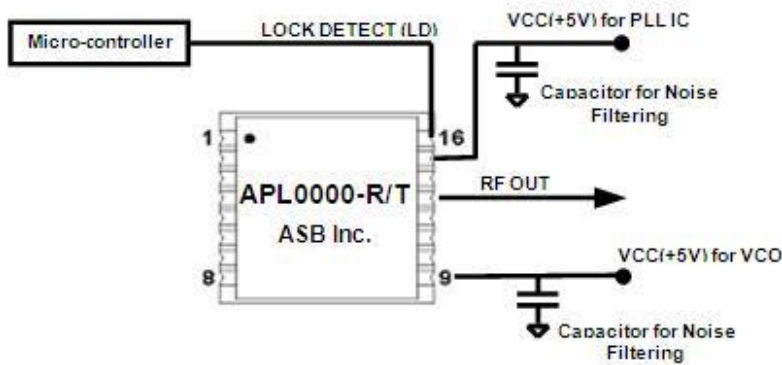 VCC(+5V) for PLL IC
LOCK DETECT (LD)
Micro-controller
Capacitor for Noise
Filtering
1
16
APL0000-R/T
RF OUT
ASB Inc.
VCC(+5V) for VCO
8
9
Capacitor for Noise
Filtering